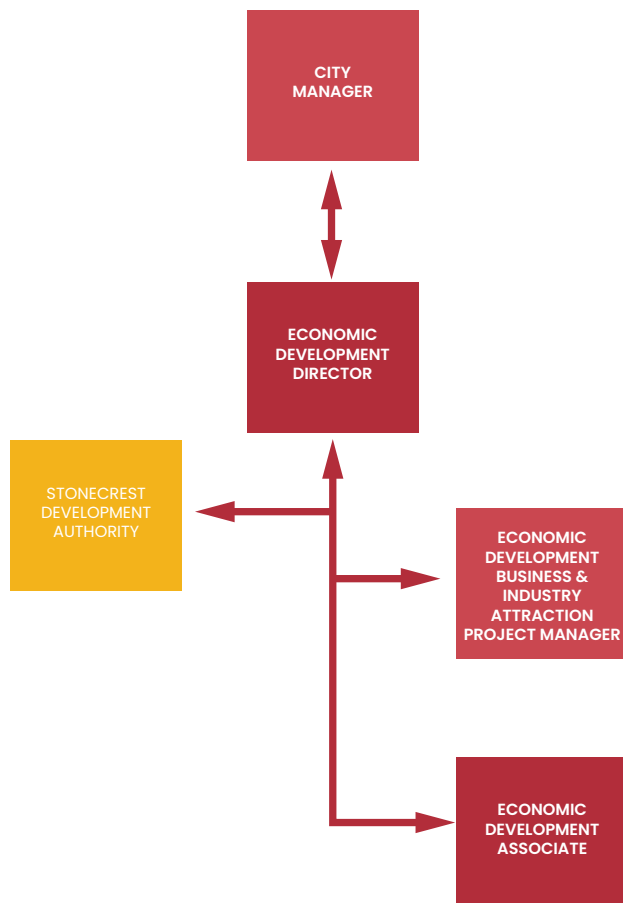 CITY
MANAGER
ECONOMIC
DEVELOPMENT
DIRECTOR
STONECREST
DEVELOPMENT
AUTHORITY
ECONOMIC
DEVELOPMENT
BUSINESS &
INDUSTRY
ATTRACTION
PROJECT MANAGER
ECONOMIC
DEVELOPMENT
ASSOCIATE